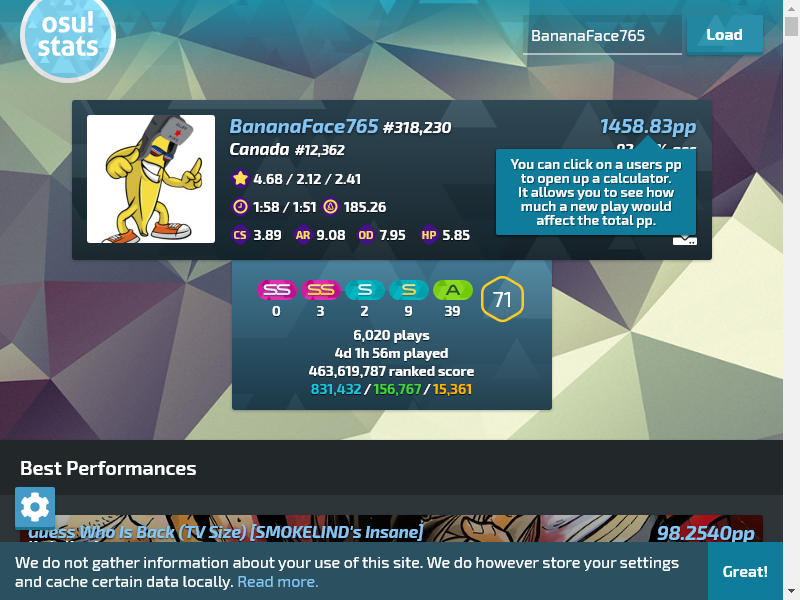 osu!
stats
BananaFace765
Load
BananaFace765 #318,230
1458.83pp
Canada #12,362
You can click on a users pp
to open up a calculator.
It allows you to see how
much a new play would
affect the total pp.
4.68 / 2.12 / 2.41
1:58 / 1:51 185.26
CS 3.89 AR 9.08 OD 7.95 HP 5.85
SS SS S S A
0 3 2 9 39
71
6,020 plays
4d 1h 56m played
463,619,787 ranked score
831,432 / 156,767 / 15,361
Best Performances
Guess Who Is Back (TV Size) [SMOKELIND's Insane]
98.2540pp
We do not gather information about your use of this site. We do however store your settings
and cache certain data locally. Read more.
Great!